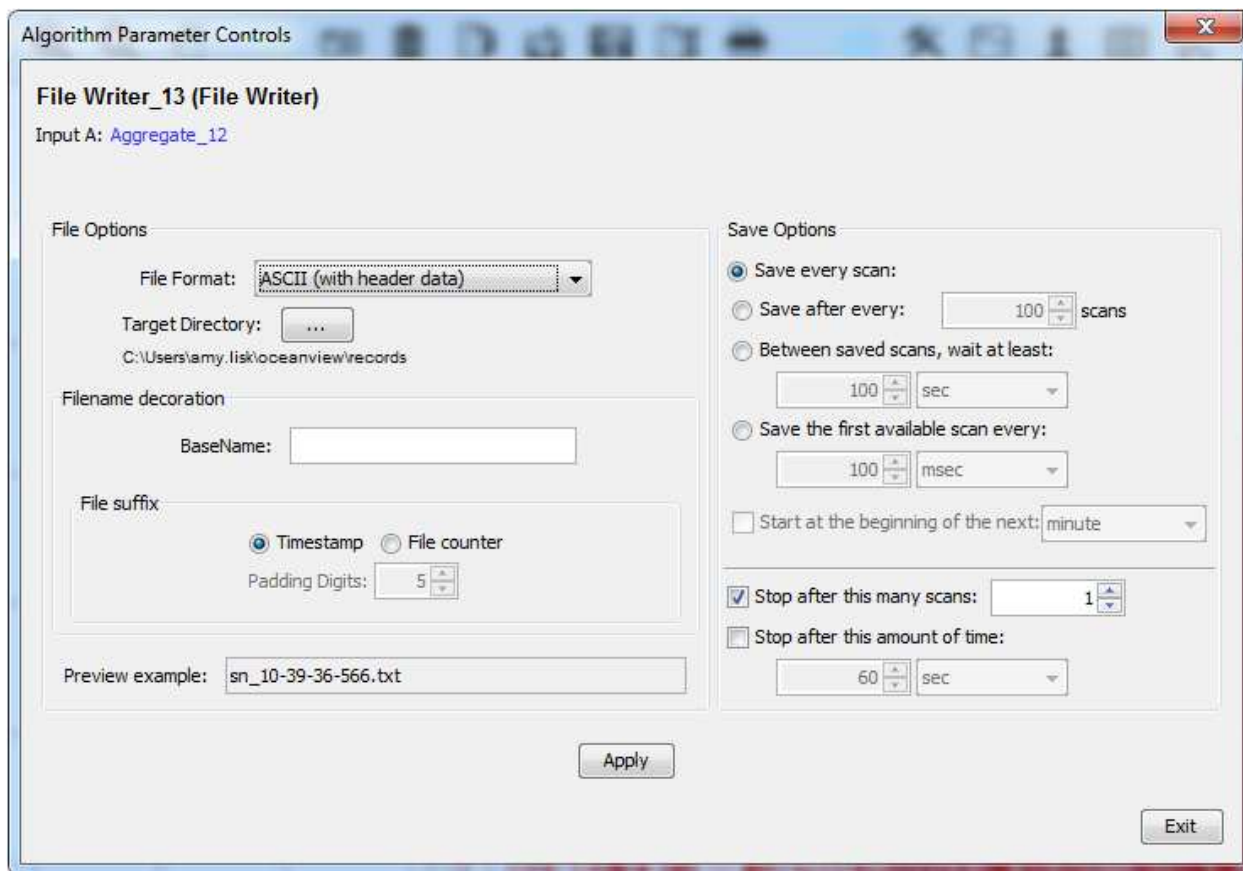 Algorithm Parameter Controls
File Writer_13 (File Writer)
Input A: Aggregate_12
File Options
File Format: ASCII (with header data)
Target Directory: ...
C:\Users\amy.lisk\oceanview\records
Filename decoration
BaseName:
File suffix
Timestamp File counter
Padding Digits: 5
Preview example: sn_10-39-36-566.txt
Save Options
Save every scan:
Save after every: 100 scans
Between saved scans, wait at least:
100 sec
Save the first available scan every:
100 msec
Start at the beginning of the next: minute
Stop after this many scans: 1
Stop after this amount of time:
60 sec
Apply
Exit